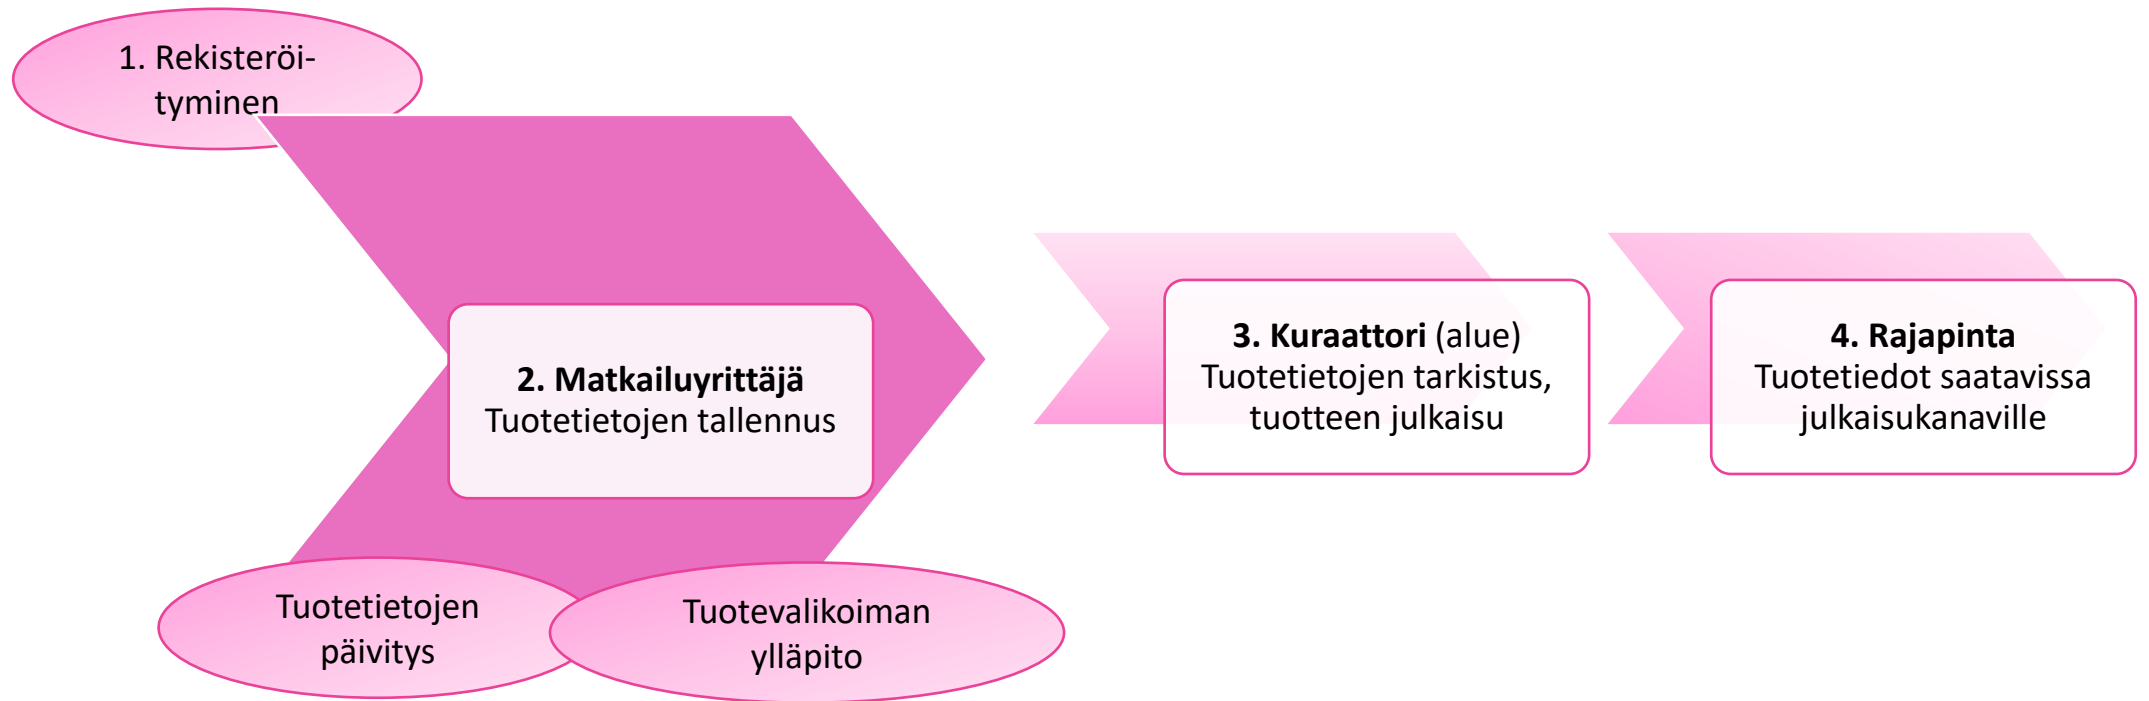 1. Rekisteröi-
tyminen
2. Matkailuyrittäjä
Tuotetietojen tallennus
Tuotetietojen
päivitys
Tuotevalikoiman
ylläpito
3. Kuraattori (alue)
Tuotetietojen tarkistus,
tuotteen julkaisu
4. Rajapinta
Tuotetiedot saatavissa
julkaisukanaville